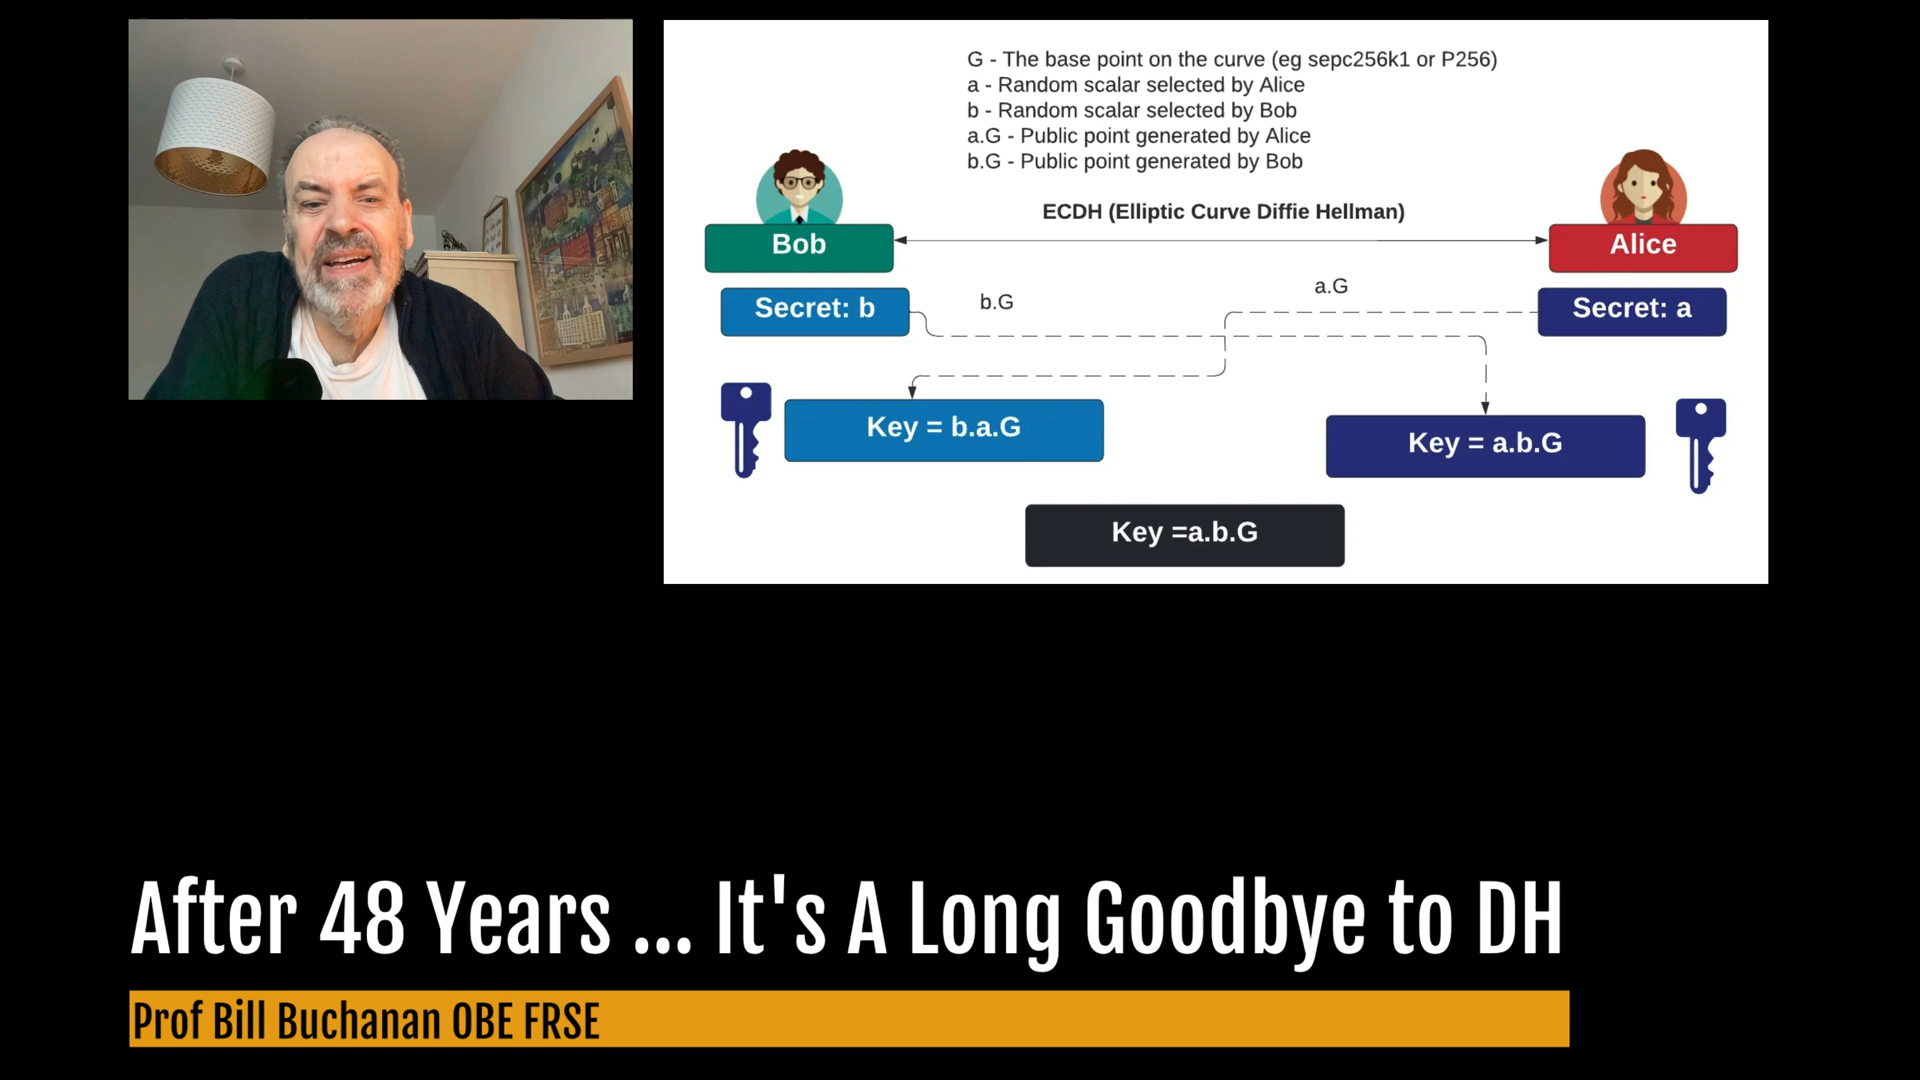 G - The base point on the curve (eg sepc256k1 or P256)
a - Random scalar selected by Alice
b - Random scalar selected by Bob
a.G - Public point generated by Alice
b.G - Public point generated by Bob
ECDH (Elliptic Curve Diffie Hellman)
Bob
Alice
Secret: b
b.G
a.G
Secret: a
Key = b.a.G
Key = a.b.G
Key =a.b.G
After 48 Years ... It's A Long Goodbye to DH
Prof Bill Buchanan OBE FRSE